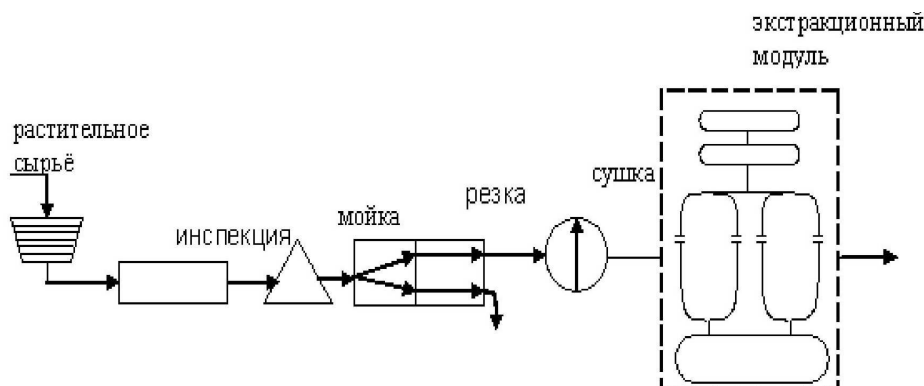 экстракционный
модуль
растительное
сырьё
инспекция
мойка
резка
сушка